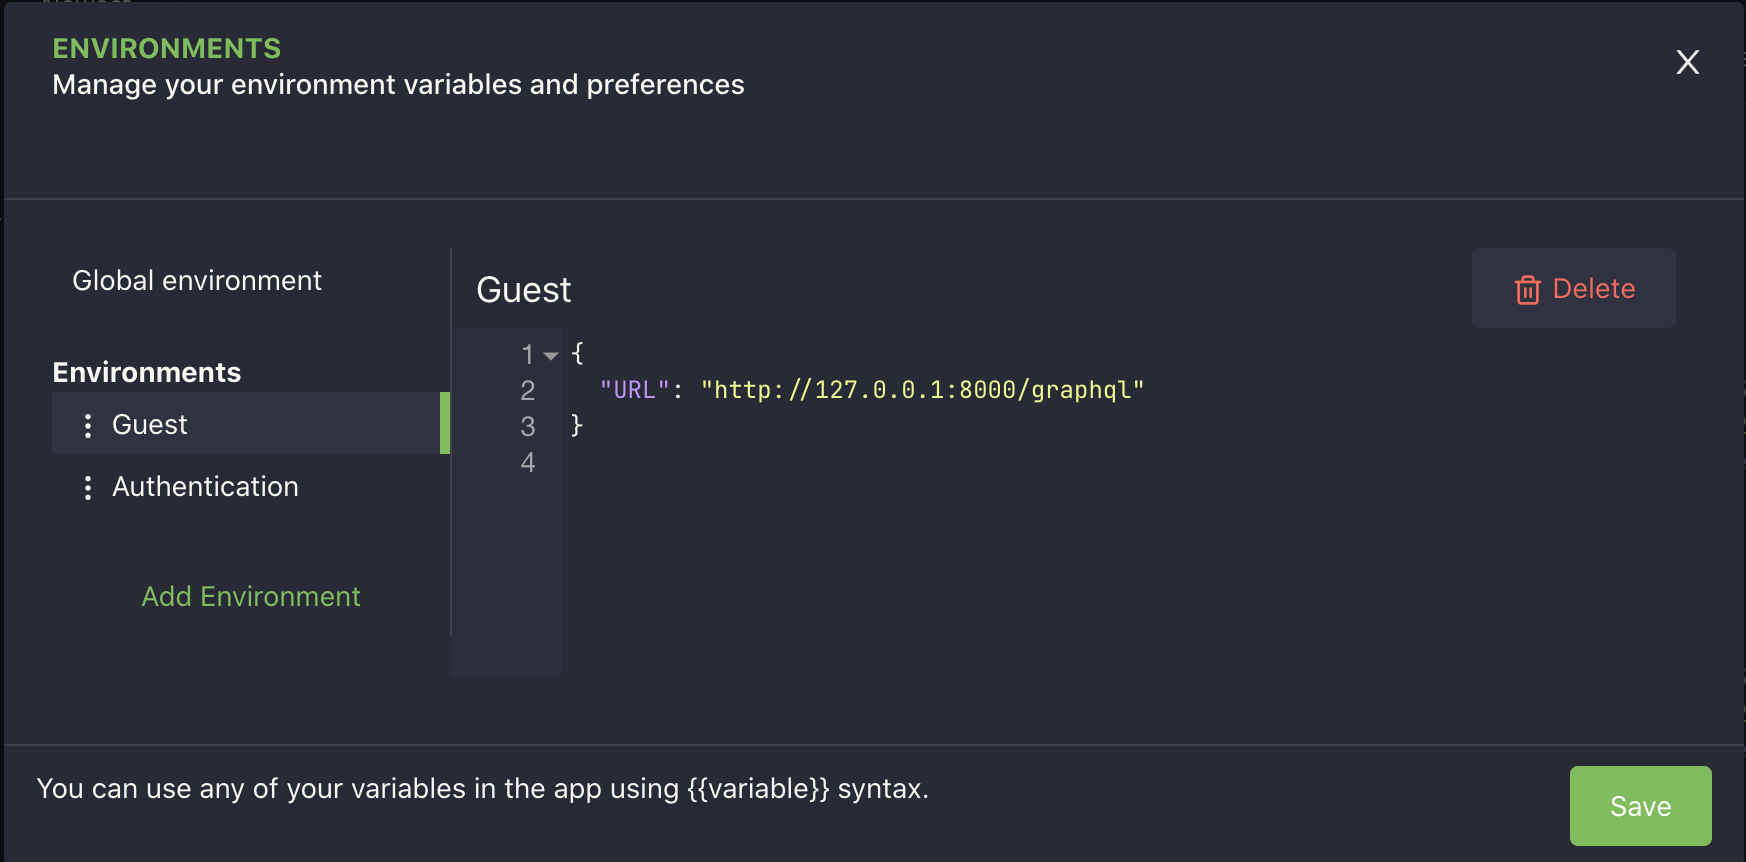 ENVIRONMENTS
Manage your environment variables and preferences
X
Global environment
Environments
Guest
Authentication
Add Environment
Guest
Delete
1 {
2 "URL": "http://127.0.0.1:8000/graphql"
3 }
4
You can use any of your variables in the app using {{variable}} syntax.
Save